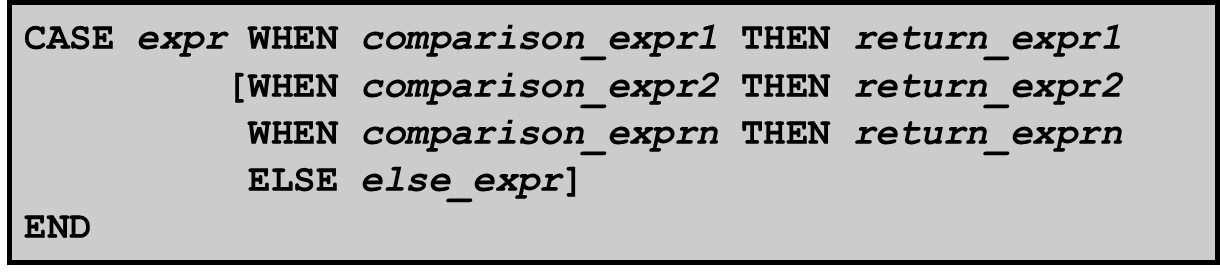 CASE expr WHEN comparison_expr1 THEN return_expr1
[WHEN comparison_expr2 THEN return_expr2
WHEN comparison_exprn THEN return_exprn
ELSE else_expr]
END